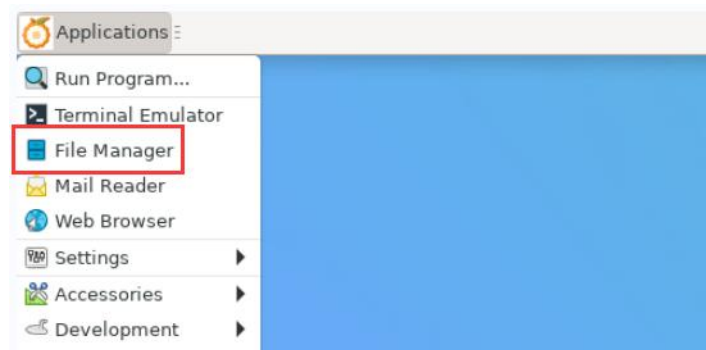 Applications
Run Program...
Terminal Emulator
File Manager
Mail Reader
Web Browser
Settings
Accessories
Development